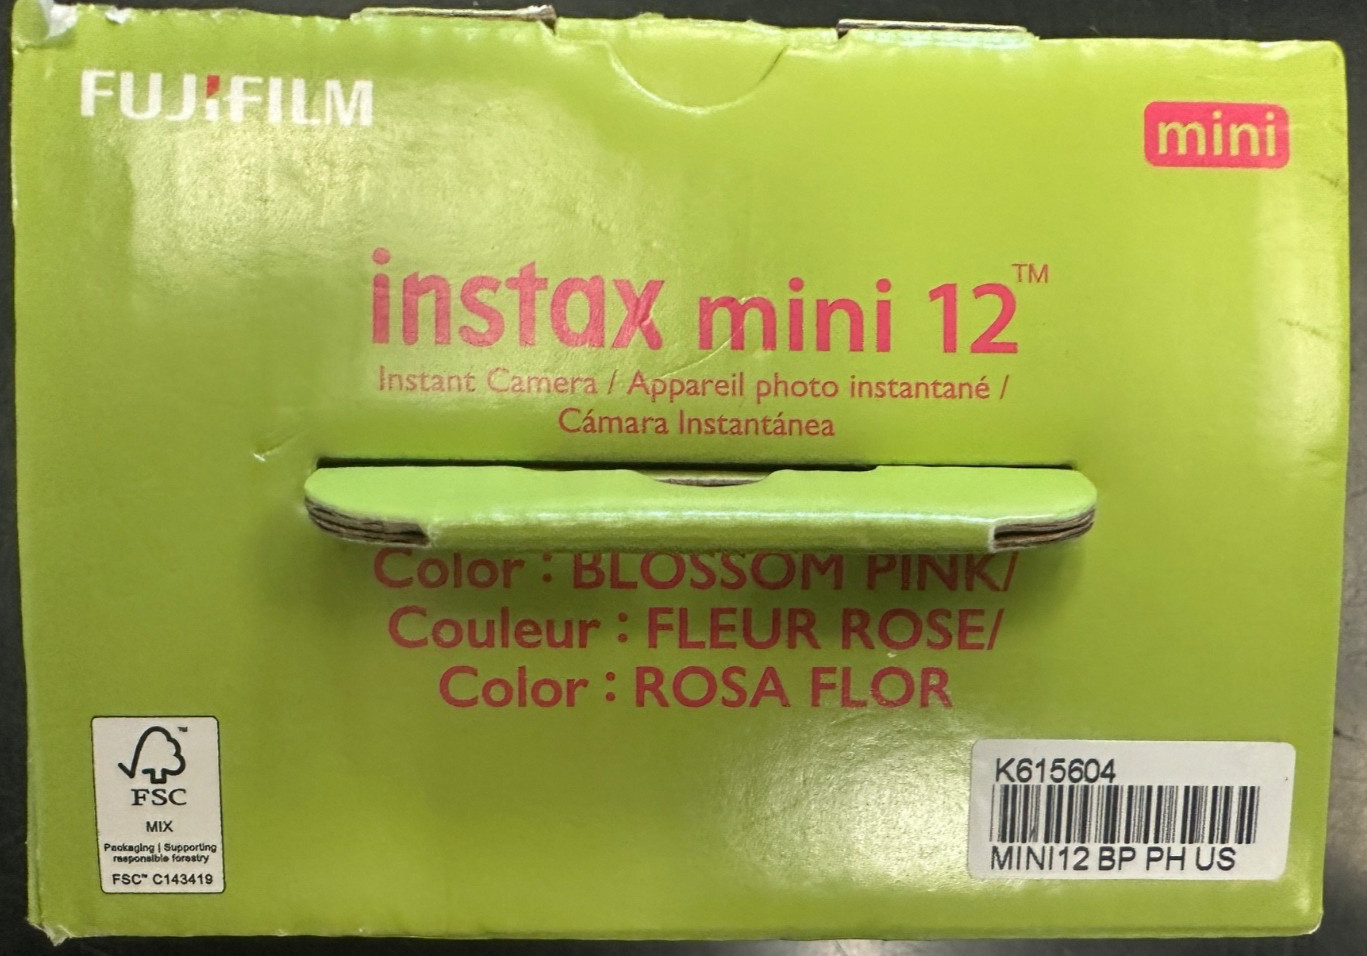 FUJIFILM
mini
instax mini 12™
Instant Camera / Appareil photo instantané /
Cámara Instantánea
Color : BLOSSOM PINK/
Couleur : FLEUR ROSE/
Color : ROSA FLOR
™
FSC
MIX
Packaging | Supporting
responsible forestry
FSC™ C143419
K615604
MINI12 BP PH US